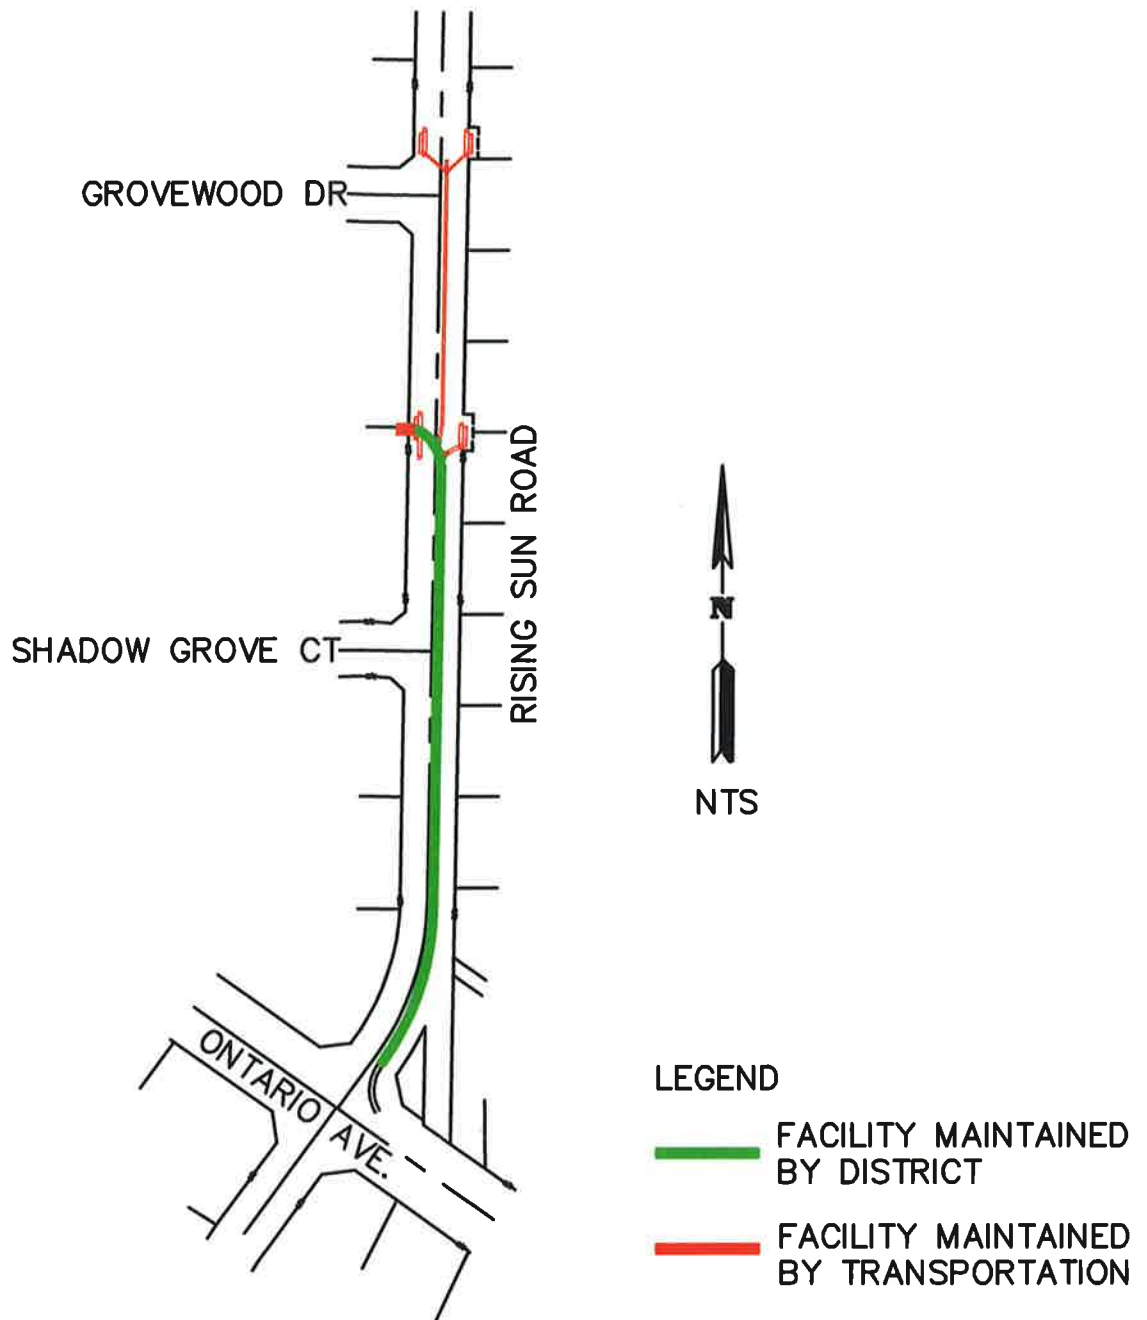 GROVEWOOD DR
RISING SUN ROAD
SHADOW GROVE CT
N
NTS
ONTARIO AVE.
LEGEND
FACILITY MAINTAINED
BY DISTRICT
FACILITY MAINTAINED
BY TRANSPORTATION